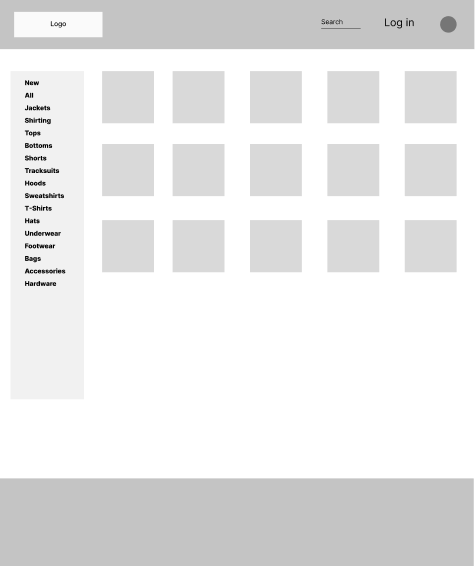 Logo
Search
Log in
New
All
Jackets
Shirting
Tops
Bottoms
Shorts
Tracksuits
Hoods
Sweatshirts
T-Shirts
Hats
Underwear
Footwear
Bags
Accessories
Hardware